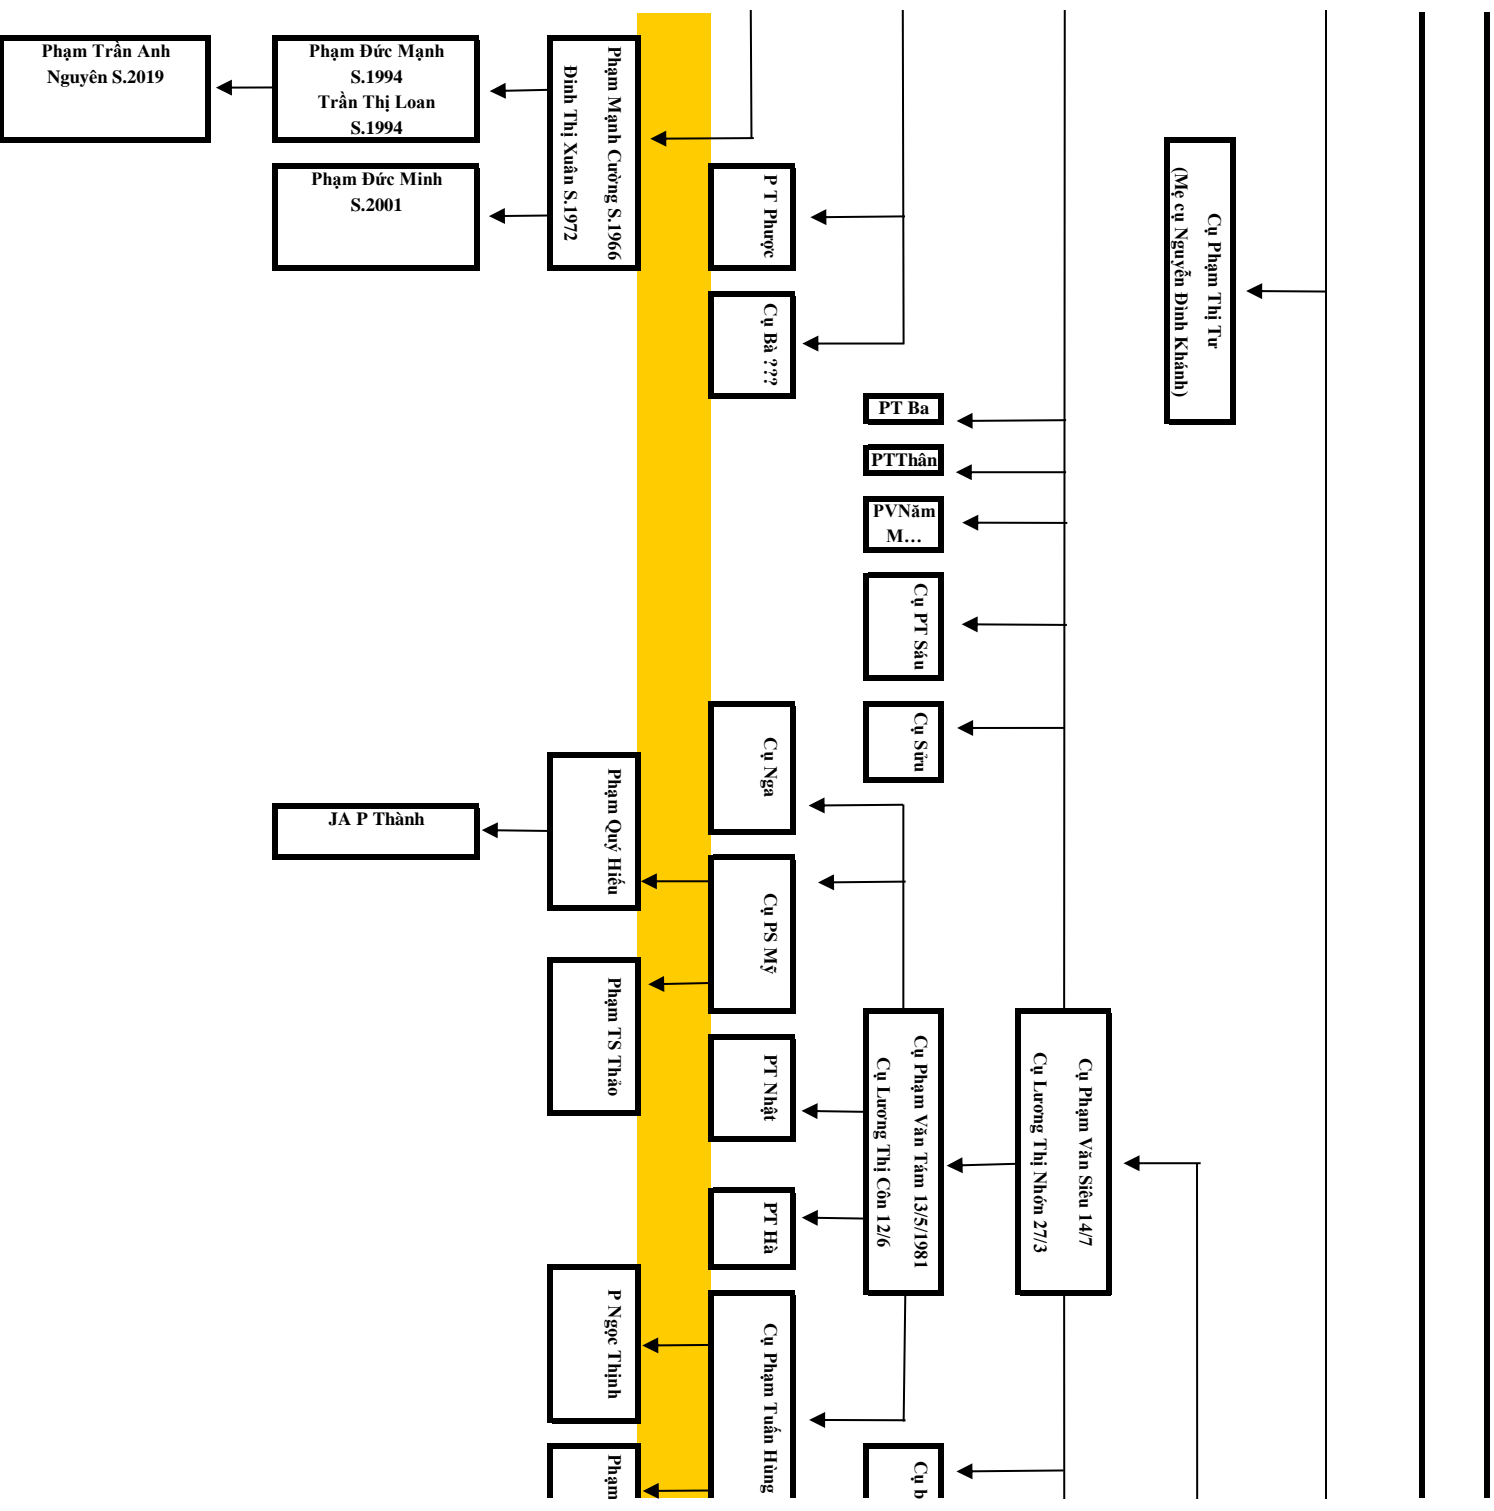 Phạm Trần Anh
Nguyên S.2019
Phạm Đức Mạnh
S.1994
Trần Thị Loan
S.1994
Phạm Mạnh Cường S.1966
Đinh Thị Xuân S.1972
Phạm Đức Minh
S.2001
P T Phược
Cụ Phạm Thị Tư
(Mẹ cụ Nguyễn Đình Khánh)
Cụ Bà ???
PT Ba
PTThân
PVNăm
M…
Cụ PT Sáu
Cụ Sửu
Cụ Nga
Phạm Quý Hiếu
JA P Thành
Cụ PS Mỹ
Phạm TS Thảo
PT Nhật
Cụ Phạm Văn Tám 13/5/1981
Cụ Lương Thị Côn 12/6
Cụ Phạm Văn Siêu 14/7
Cụ Lương Thị Nhớn 27/3
PT Hà
P Ngọc Thịnh
Cụ Phạm Tuấn Hùng
Phạm
Cụ b